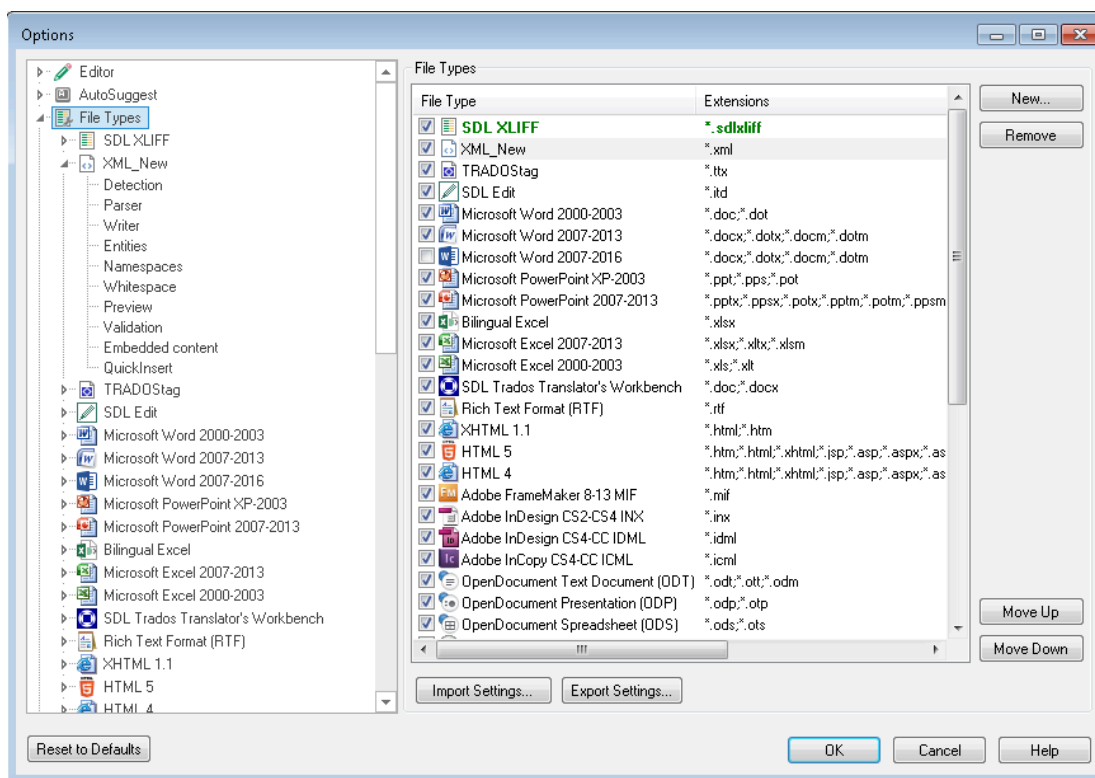 Options
Editor
AutoSuggest
File Types
SDL XLIFF
XML_New
Detection
Parser
Writer
Entities
Namespaces
Whitespace
Preview
Validation
Embedded content
QuickInsert
TRADOStag
SDL Edit
Microsoft Word 2000-2003
Microsoft Word 2007-2013
Microsoft Word 2007-2016
Microsoft PowerPoint XP-2003
Microsoft PowerPoint 2007-2013
Bilingual Excel
Microsoft Excel 2007-2013
Microsoft Excel 2000-2003
SDL Trados Translator's Workbench
Rich Text Format (RTF)
XHTML 1.1
HTML 5
HTML 4
File Types
File Type Extensions
SDL XLIFF *.sdlxliff
XML_New *.xml
TRADOStag *.ttx
SDL Edit *.itd
Microsoft Word 2000-2003 *.doc;*.dot
Microsoft Word 2007-2013 *.docx;*.dotx;*.docm;*.dotm
Microsoft Word 2007-2016 *.docx;*.dotx;*.docm;*.dotm
Microsoft PowerPoint XP-2003 *.ppt;*.pps;*.pot
Microsoft PowerPoint 2007-2013 *.pptx;*.ppsx;*.potx;*.pptm;*.potm;*.ppsm
Bilingual Excel *.xlsx
Microsoft Excel 2007-2013 *.xlsx;*.xltx;*.xlsm
Microsoft Excel 2000-2003 *.xls;*.xlt
SDL Trados Translator's Workbench *.doc;*.docx
Rich Text Format (RTF) *.rtf
XHTML 1.1 *.html;*.htm
HTML 5 *.htm;*.html;*.xhtml;*.jsp;*.asp;*.aspx;*.as
HTML 4 *.htm;*.html;*.xhtml;*.jsp;*.asp;*.aspx;*.as
Adobe FrameMaker 8-13 MIF *.mif
Adobe InDesign CS2-CS4 INX *.inx
Adobe InDesign CS4-CC IDML *.idml
Adobe InCopy CS4-CC ICML *.icml
OpenDocument Text Document (ODT) *.odt;*.ott;*.odm
OpenDocument Presentation (ODP) *.odp;*.otp
OpenDocument Spreadsheet (ODS) *.ods;*.ots
New...
Remove
Move Up
Move Down
Import Settings... Export Settings...
Reset to Defaults OK Cancel Help